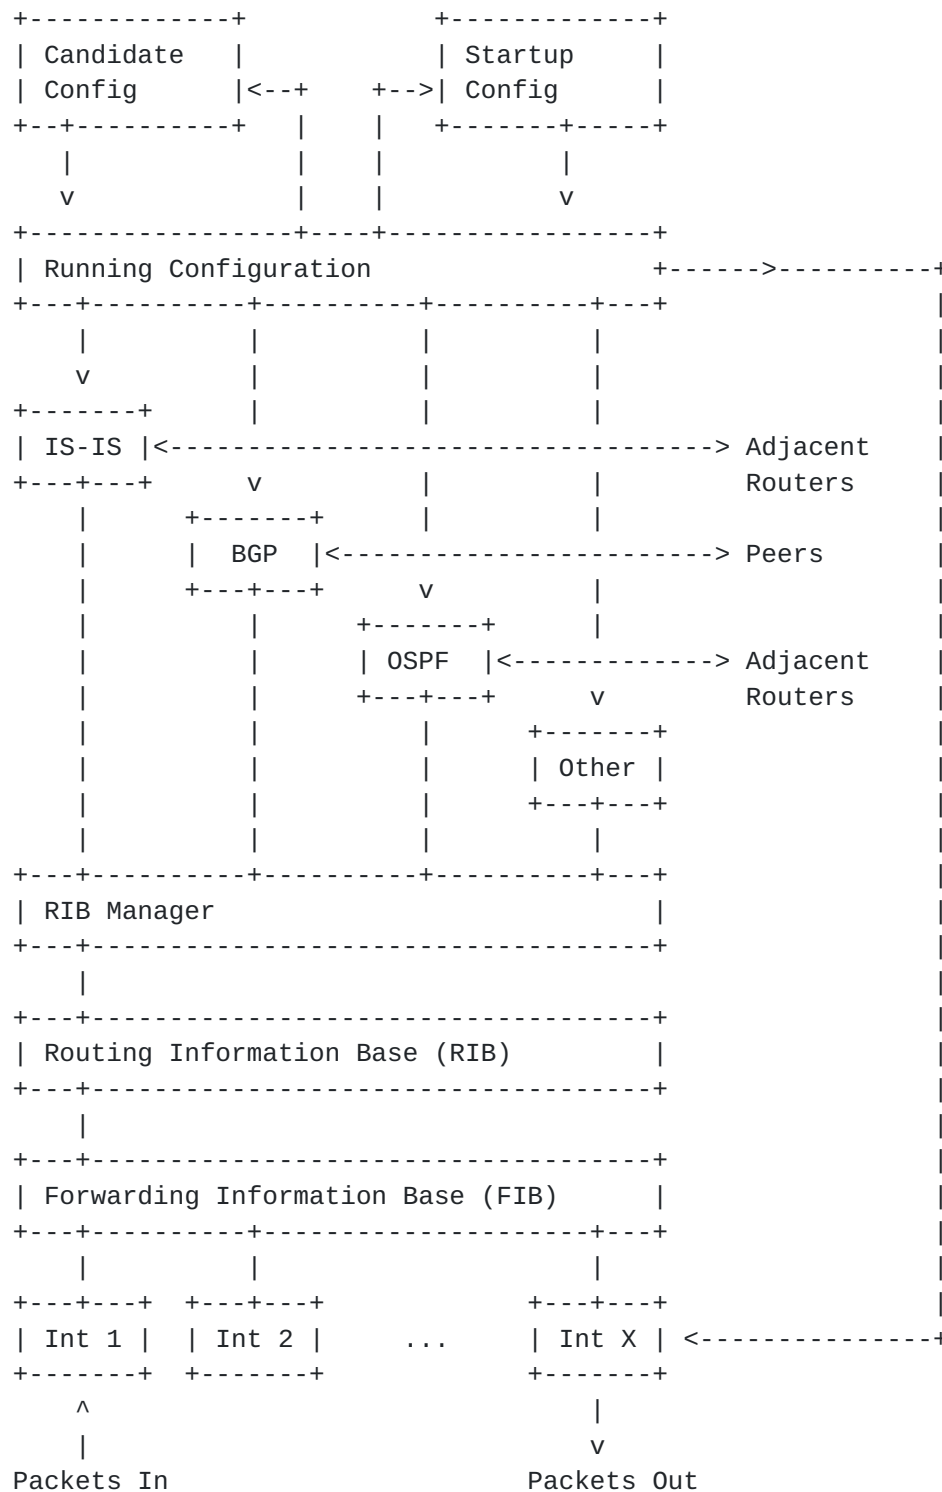 Candidate Startup
Config Config
Running Configuration
IS-IS Adjacent
Routers
BGP Peers
OSPF Adjacent
Routers
Other
RIB Manager
Routing Information Base (RIB)
Forwarding Information Base (FIB)
Int 1 Int 2 ... Int X
Packets In Packets Out